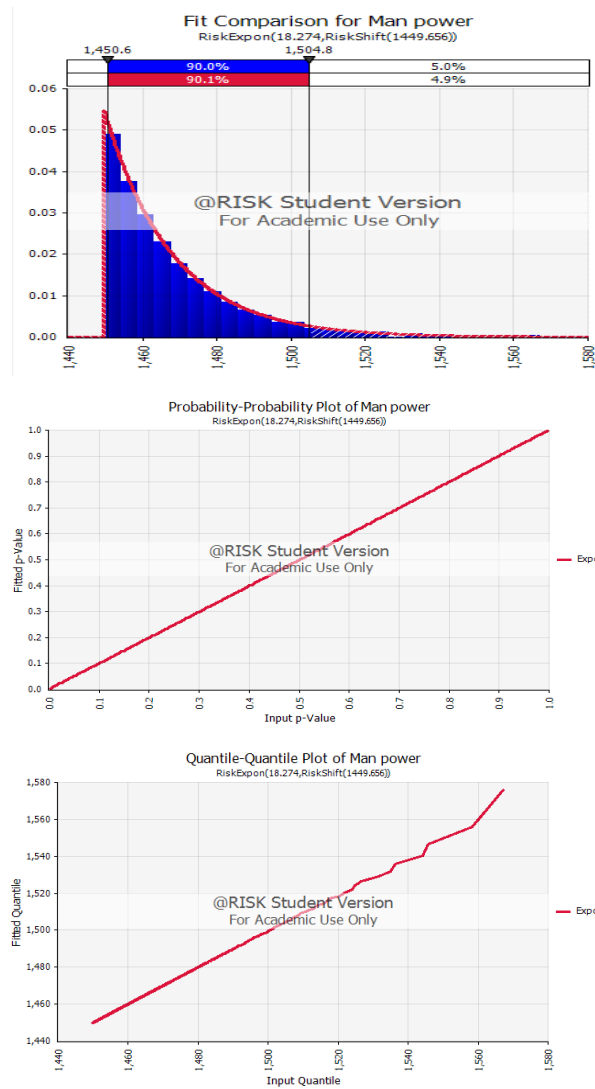 Fit Comparison for Man power
RiskExpon(18.274,RiskShift(1449.656))
1,450.6 1,504.8
90.0% 5.0%
90.1% 4.9%
0.06
0.05
0.04
0.03
0.02
0.01
0.00
@RISK Student Version
For Academic Use Only
1,440 1,460 1,480 1,500 1,520 1,540 1,560 1,580
Probability-Probability Plot of Man power
RiskExpon(18.274,RiskShift(1449.656))
1.0
0.9
0.8
0.7
0.6
0.5
0.4
0.3
0.2
0.1
0.0
Fitted p-Value
@RISK Student Version
For Academic Use Only
Expo
0.0 0.1 0.2 0.3 0.4 0.5 0.6 0.7 0.8 0.9 1.0
Input p-Value
Quantile-Quantile Plot of Man power
RiskExpon(18.274,RiskShift(1449.656))
1,580
1,560
1,540
1,520
1,500
1,480
1,460
1,440
Fitted Quantile
@RISK Student Version
For Academic Use Only
Expo
1,440 1,460 1,480 1,500 1,520 1,540 1,560 1,580
Input Quantile